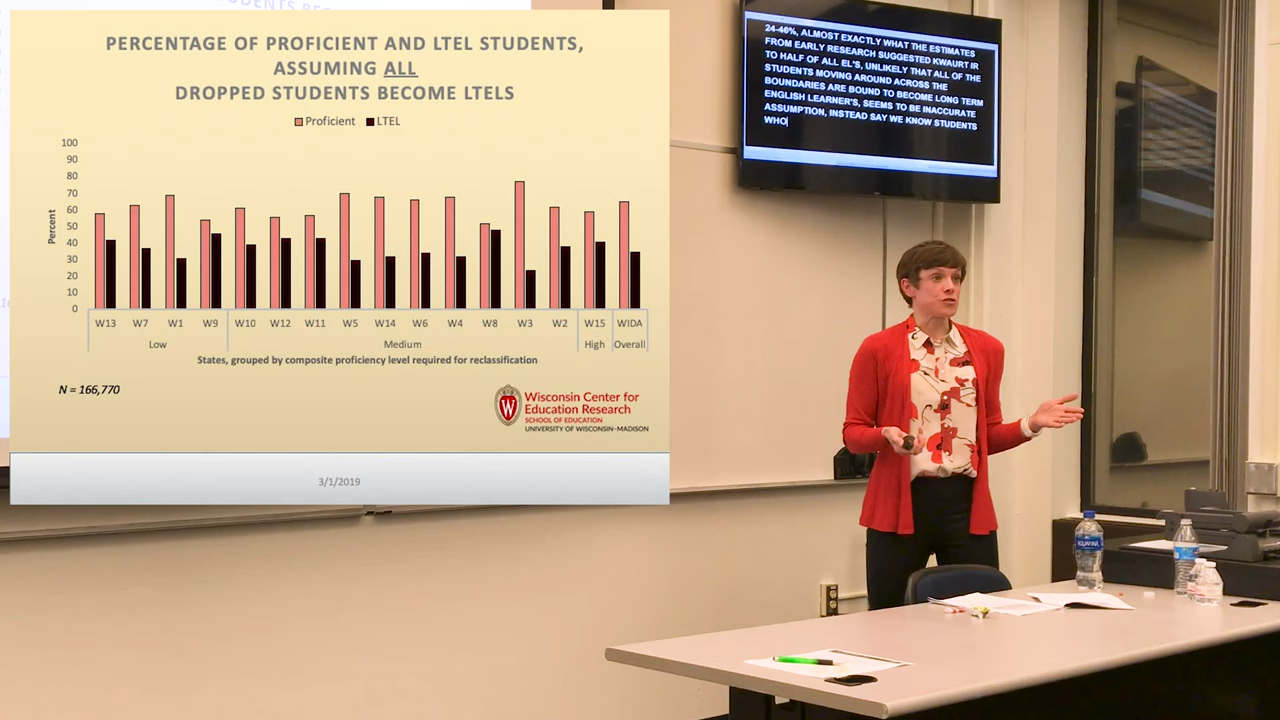 PERCENTAGE OF PROFICIENT AND LTEL STUDENTS,
ASSUMING ALL
DROPPED STUDENTS BECOME LTELS
Proficient LTEL
100
90
80
70
60
50
40
30
20
10
0
Percent
W13 W7 W1 W9 W10 W12 W11 W5 W14 W6 W4 W8 W3 W2 W15 WIDA
Low Medium High Overall
States, grouped by composite proficiency level required for reclassification
N = 166,770
W
Wisconsin Center for
Education Research
SCHOOL OF EDUCATION
UNIVERSITY OF WISCONSIN–MADISON
3/1/2019
24-46%, ALMOST EXACTLY WHAT THE ESTIMATES
FROM EARLY RESEARCH SUGGESTED KWAURT IR
TO HALF OF ALL EL'S, UNLIKELY THAT ALL OF THE
STUDENTS MOVING AROUND ACROSS THE
BOUNDARIES ARE BOUND TO BECOME LONG TERM
ENGLISH LEARNER'S, SEEMS TO BE INACCURATE
ASSUMPTION, INSTEAD SAY WE KNOW STUDENTS
WHO
AQUAFINA